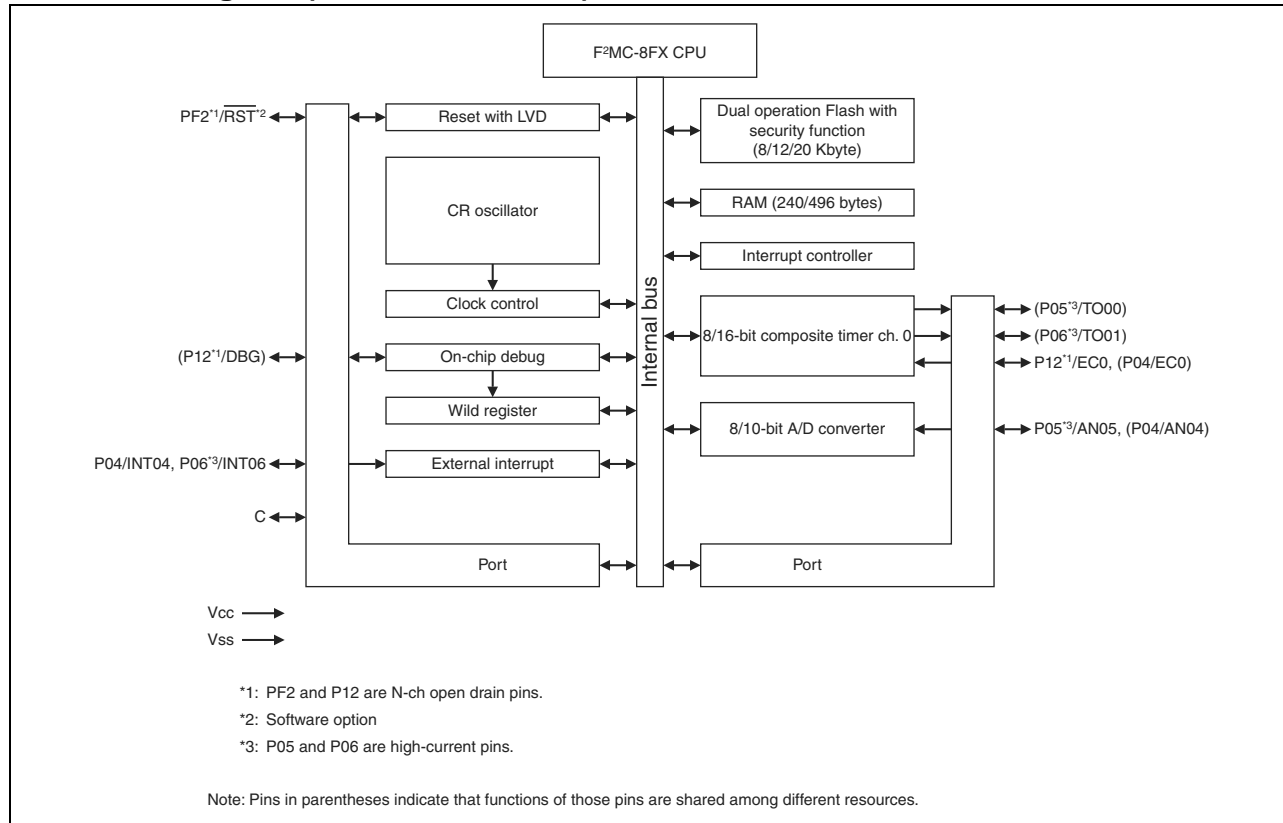 F²MC-8FX CPU
PF2*1/RST*2
Reset with LVD
Dual operation Flash with
security function
(8/12/20 Kbyte)
CR oscillator
RAM (240/496 bytes)
Interrupt controller
Clock control
Internal bus
8/16-bit composite timer ch. 0
(P05*3/TO00)
(P06*3/TO01)
P12*1/EC0, (P04/EC0)
(P12*1/DBG)
On-chip debug
Wild register
8/10-bit A/D converter
P05*3/AN05, (P04/AN04)
P04/INT04, P06*3/INT06
External interrupt
C
Port
Port
Vcc
Vss
*1: PF2 and P12 are N-ch open drain pins.
*2: Software option
*3: P05 and P06 are high-current pins.
Note: Pins in parentheses indicate that functions of those pins are shared among different resources.